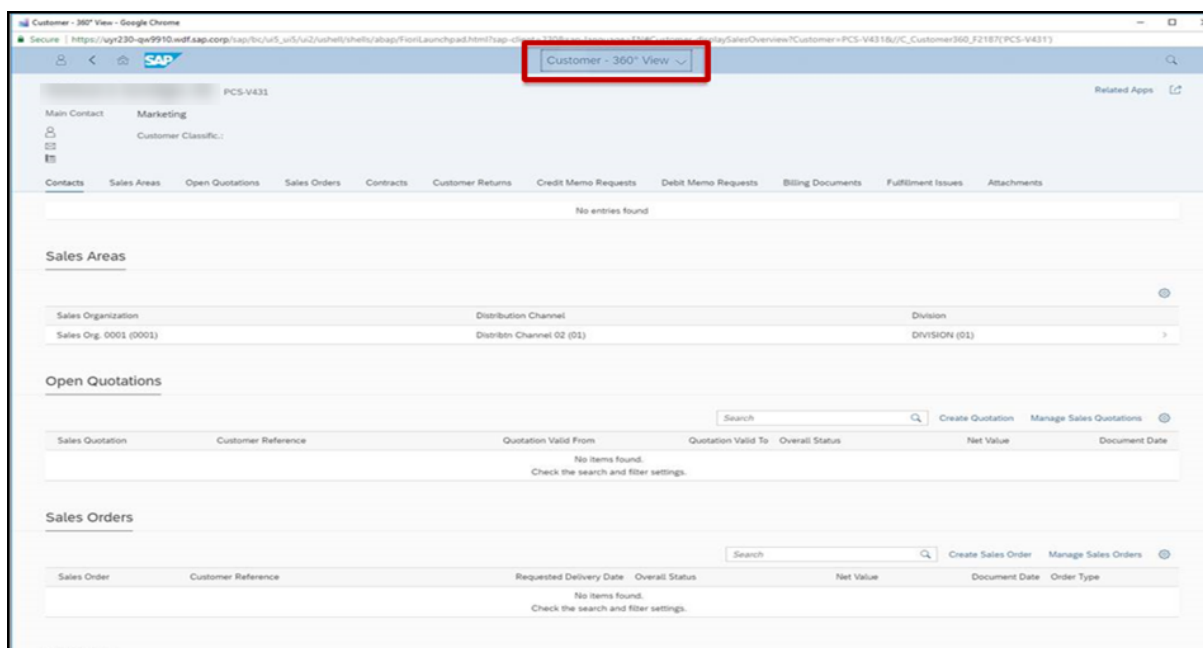 Customer - 360° View - Google Chrome
Secure | https://uyr230-qw9910.wdf.sap.corp/sap/bc/ui5_ui5/ui2/ushell/shells/abap/FioriLaunchpad.html?sap-client=
SAP Customer - 360° View
PCS-V431 Related Apps
Main Contact Marketing
Customer Classific.:
Contacts Sales Areas Open Quotations Sales Orders Contracts Customer Returns Credit Memo Requests Debit Memo Requests Billing Documents Fulfillment Issues Attachments
No entries found
Sales Areas
Sales Organization Distribution Channel Division
Sales Org. 0001 (0001) Distribtn Channel 02 (01) DIVISION (01)
Open Quotations
Search Create Quotation Manage Sales Quotations
Sales Quotation Customer Reference Quotation Valid From Quotation Valid To Overall Status Net Value Document Date
No items found.
Check the search and filter settings.
Sales Orders
Search Create Sales Order Manage Sales Orders
Sales Order Customer Reference Requested Delivery Date Overall Status Net Value Document Date Order Type
No items found.
Check the search and filter settings.